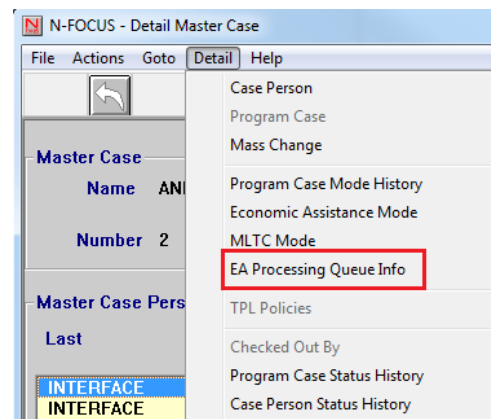 N-FOCUS - Detail Master Case
File Actions Goto Detail Help
Case Person
Program Case
Mass Change
Program Case Mode History
Economic Assistance Mode
MLTC Mode
EA Processing Queue Info
TPL Policies
Checked Out By
Program Case Status History
Case Person Status History
Master Case
Name
Number 2
Master Case Pers
Last
INTERFACE
INTERFACE